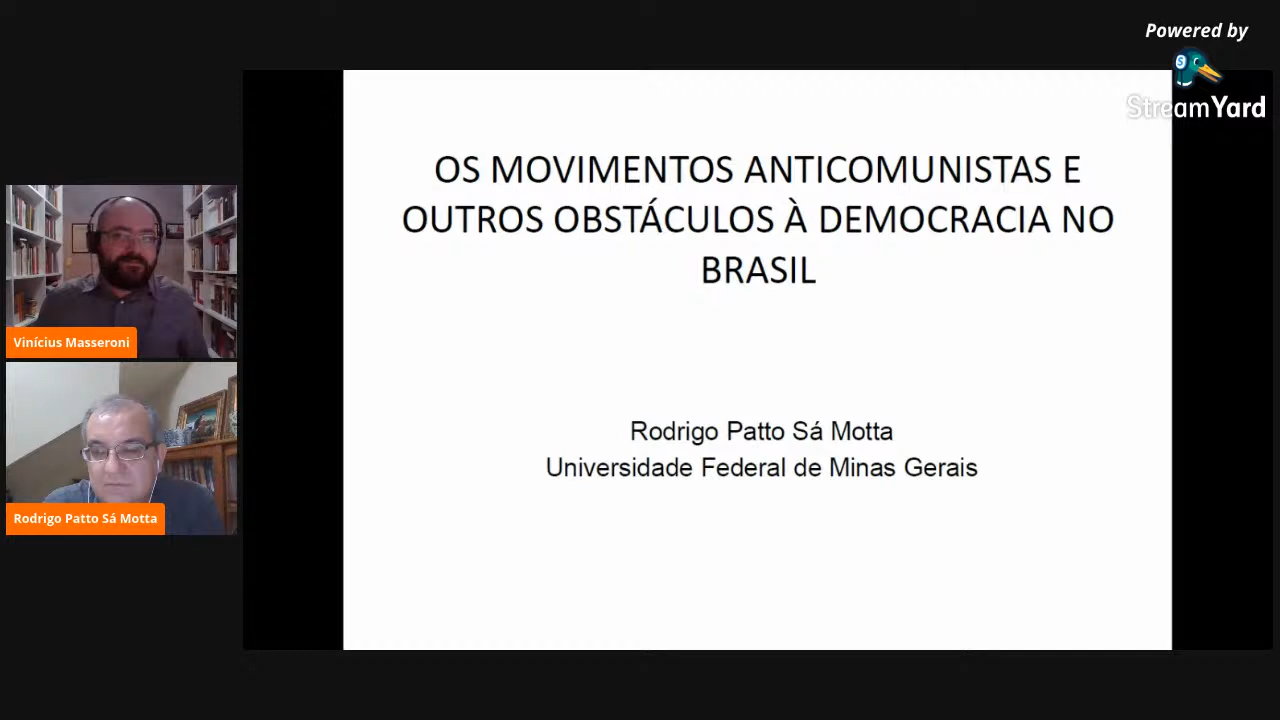 Powered by
StreamYard
OS MOVIMENTOS ANTICOMUNISTAS E
OUTROS OBSTÁCULOS À DEMOCRACIA NO
BRASIL
Rodrigo Patto Sá Motta
Universidade Federal de Minas Gerais
Vinícius Masseroni
Rodrigo Patto Sá Motta